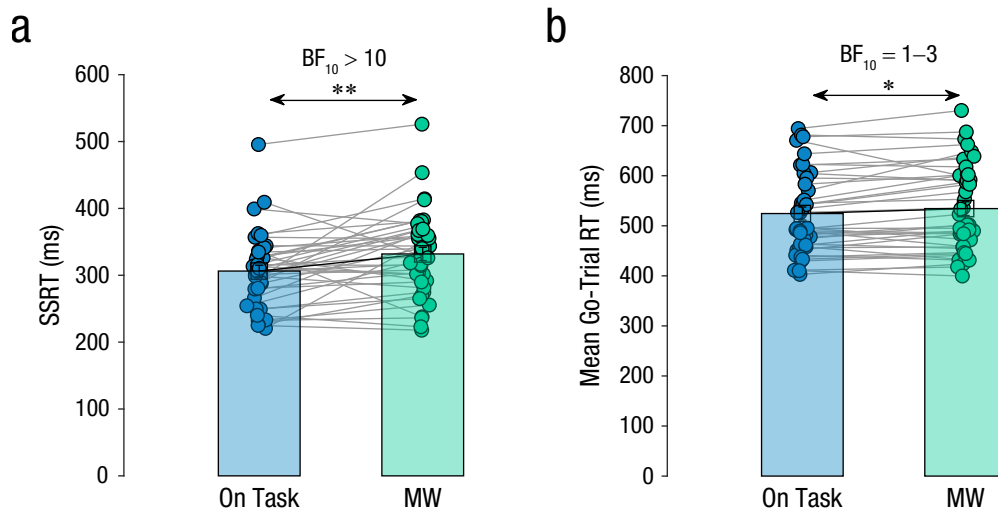 a
BF10 > 10
**
600
500
400
300
200
100
0
SSRT (ms)
On Task
MW
b
BF10 = 1–3
*
800
700
600
500
400
300
200
100
0
Mean Go-Trial RT (ms)
On Task
MW